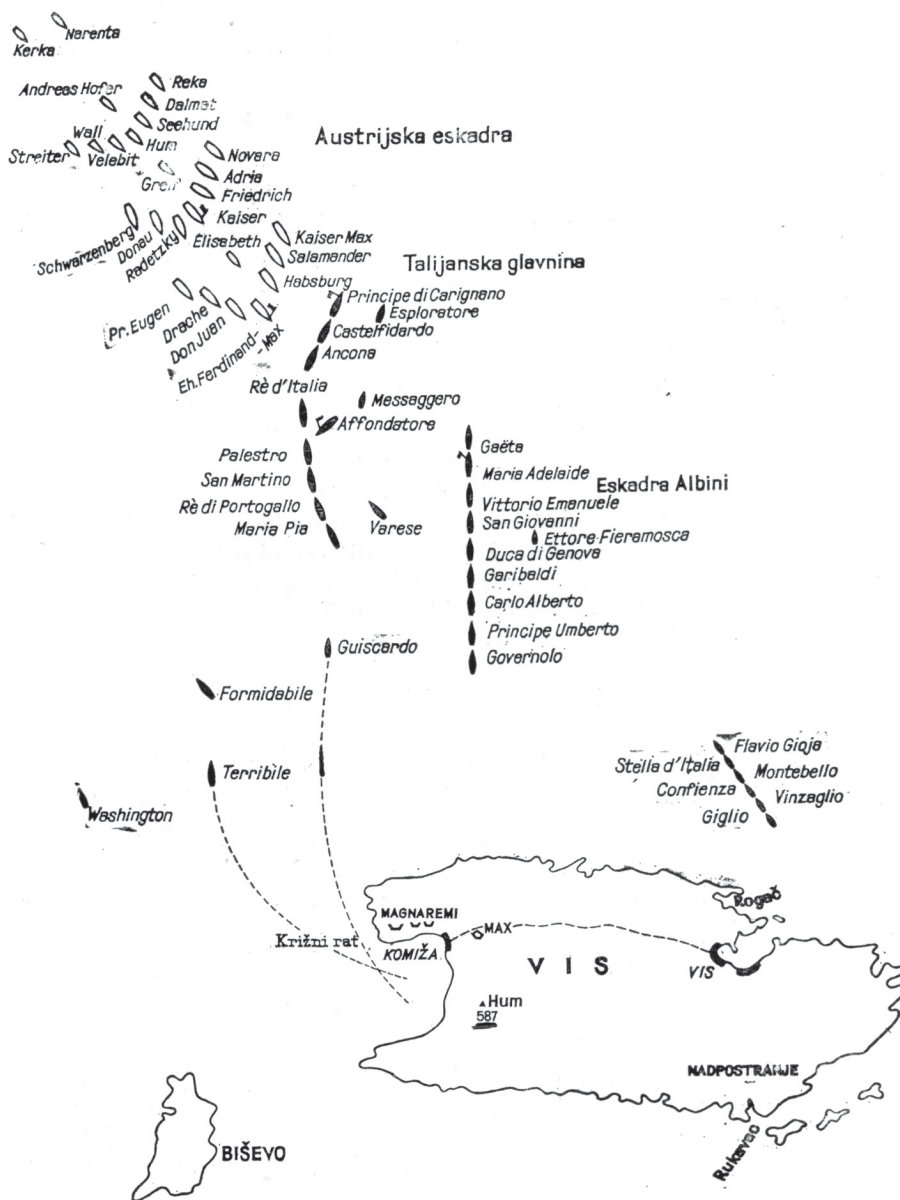 Narenta
Kerka
Reka
Andreas Hofer
Dalmat
Seehund
Wall
Hum
Streiter
Velebit
Austrijska eskadra
Novara
Adria
Friedrich
Kaiser
Elisabeth
Kaiser Max
Schwarzenberg
Donau
Radetzky
Salamander
Talijanska glavnina
Habsburg
Principe di Carignano
Esploratore
Pr. Eugen
Drache
Don Juan
Eh. Ferdinand-
-Max
Castelfidardo
Ancona
Rè d'Italia
Messaggero
Affondatore
Gaëta
Palestro
San Martino
Maria Adelaide
Eskadra Albini
Rè di Portogallo
Vittorio Emanuele
Maria Pia
Varese
San Giovanni
Ettore Fieramosca
Duca di Genova
Garibaldi
Carlo Alberto
Principe Umberto
Guiscardo
Governolo
Formidabile
Flavio Gioja
Stella d'Italia
Terribile
Montebello
Confienza
Vinzaglio
Washington
Giglio
Rogač
MAGNAREMI
MAX
Križni rat
KOMIŽA
VIS
VIS
Hum
587
NADPOSTRANJE
Rukavac
BIŠEVO